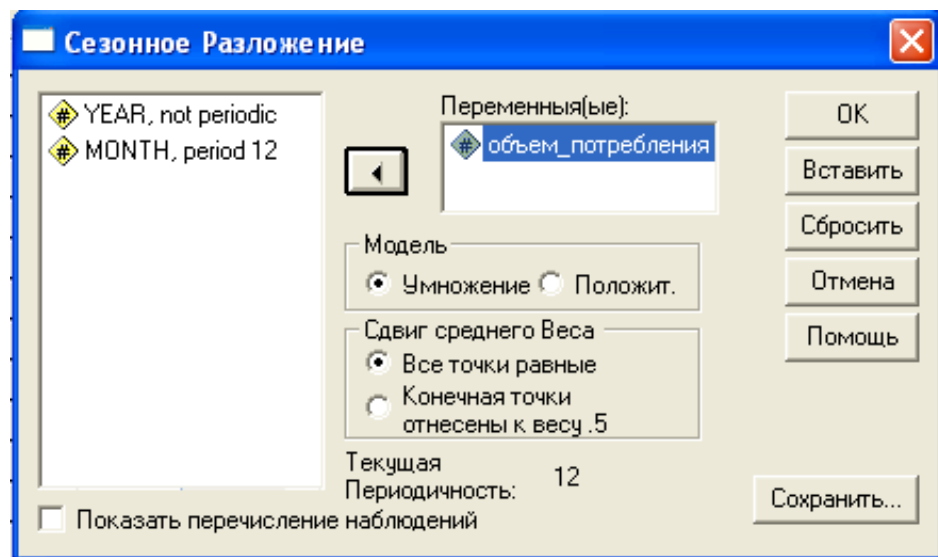 Сезонное Разложение
YEAR, not periodic
MONTH, period 12
Переменныя(ые):
объем_потребления
Модель
Умножение
Положит.
Сдвиг среднего Веса
Все точки равные
Конечная точки
отнесены к весу .5
Текущая
Периодичность:
12
Показать перечисление наблюдений
OK
Вставить
Сбросить
Отмена
Помощь
Сохранить...